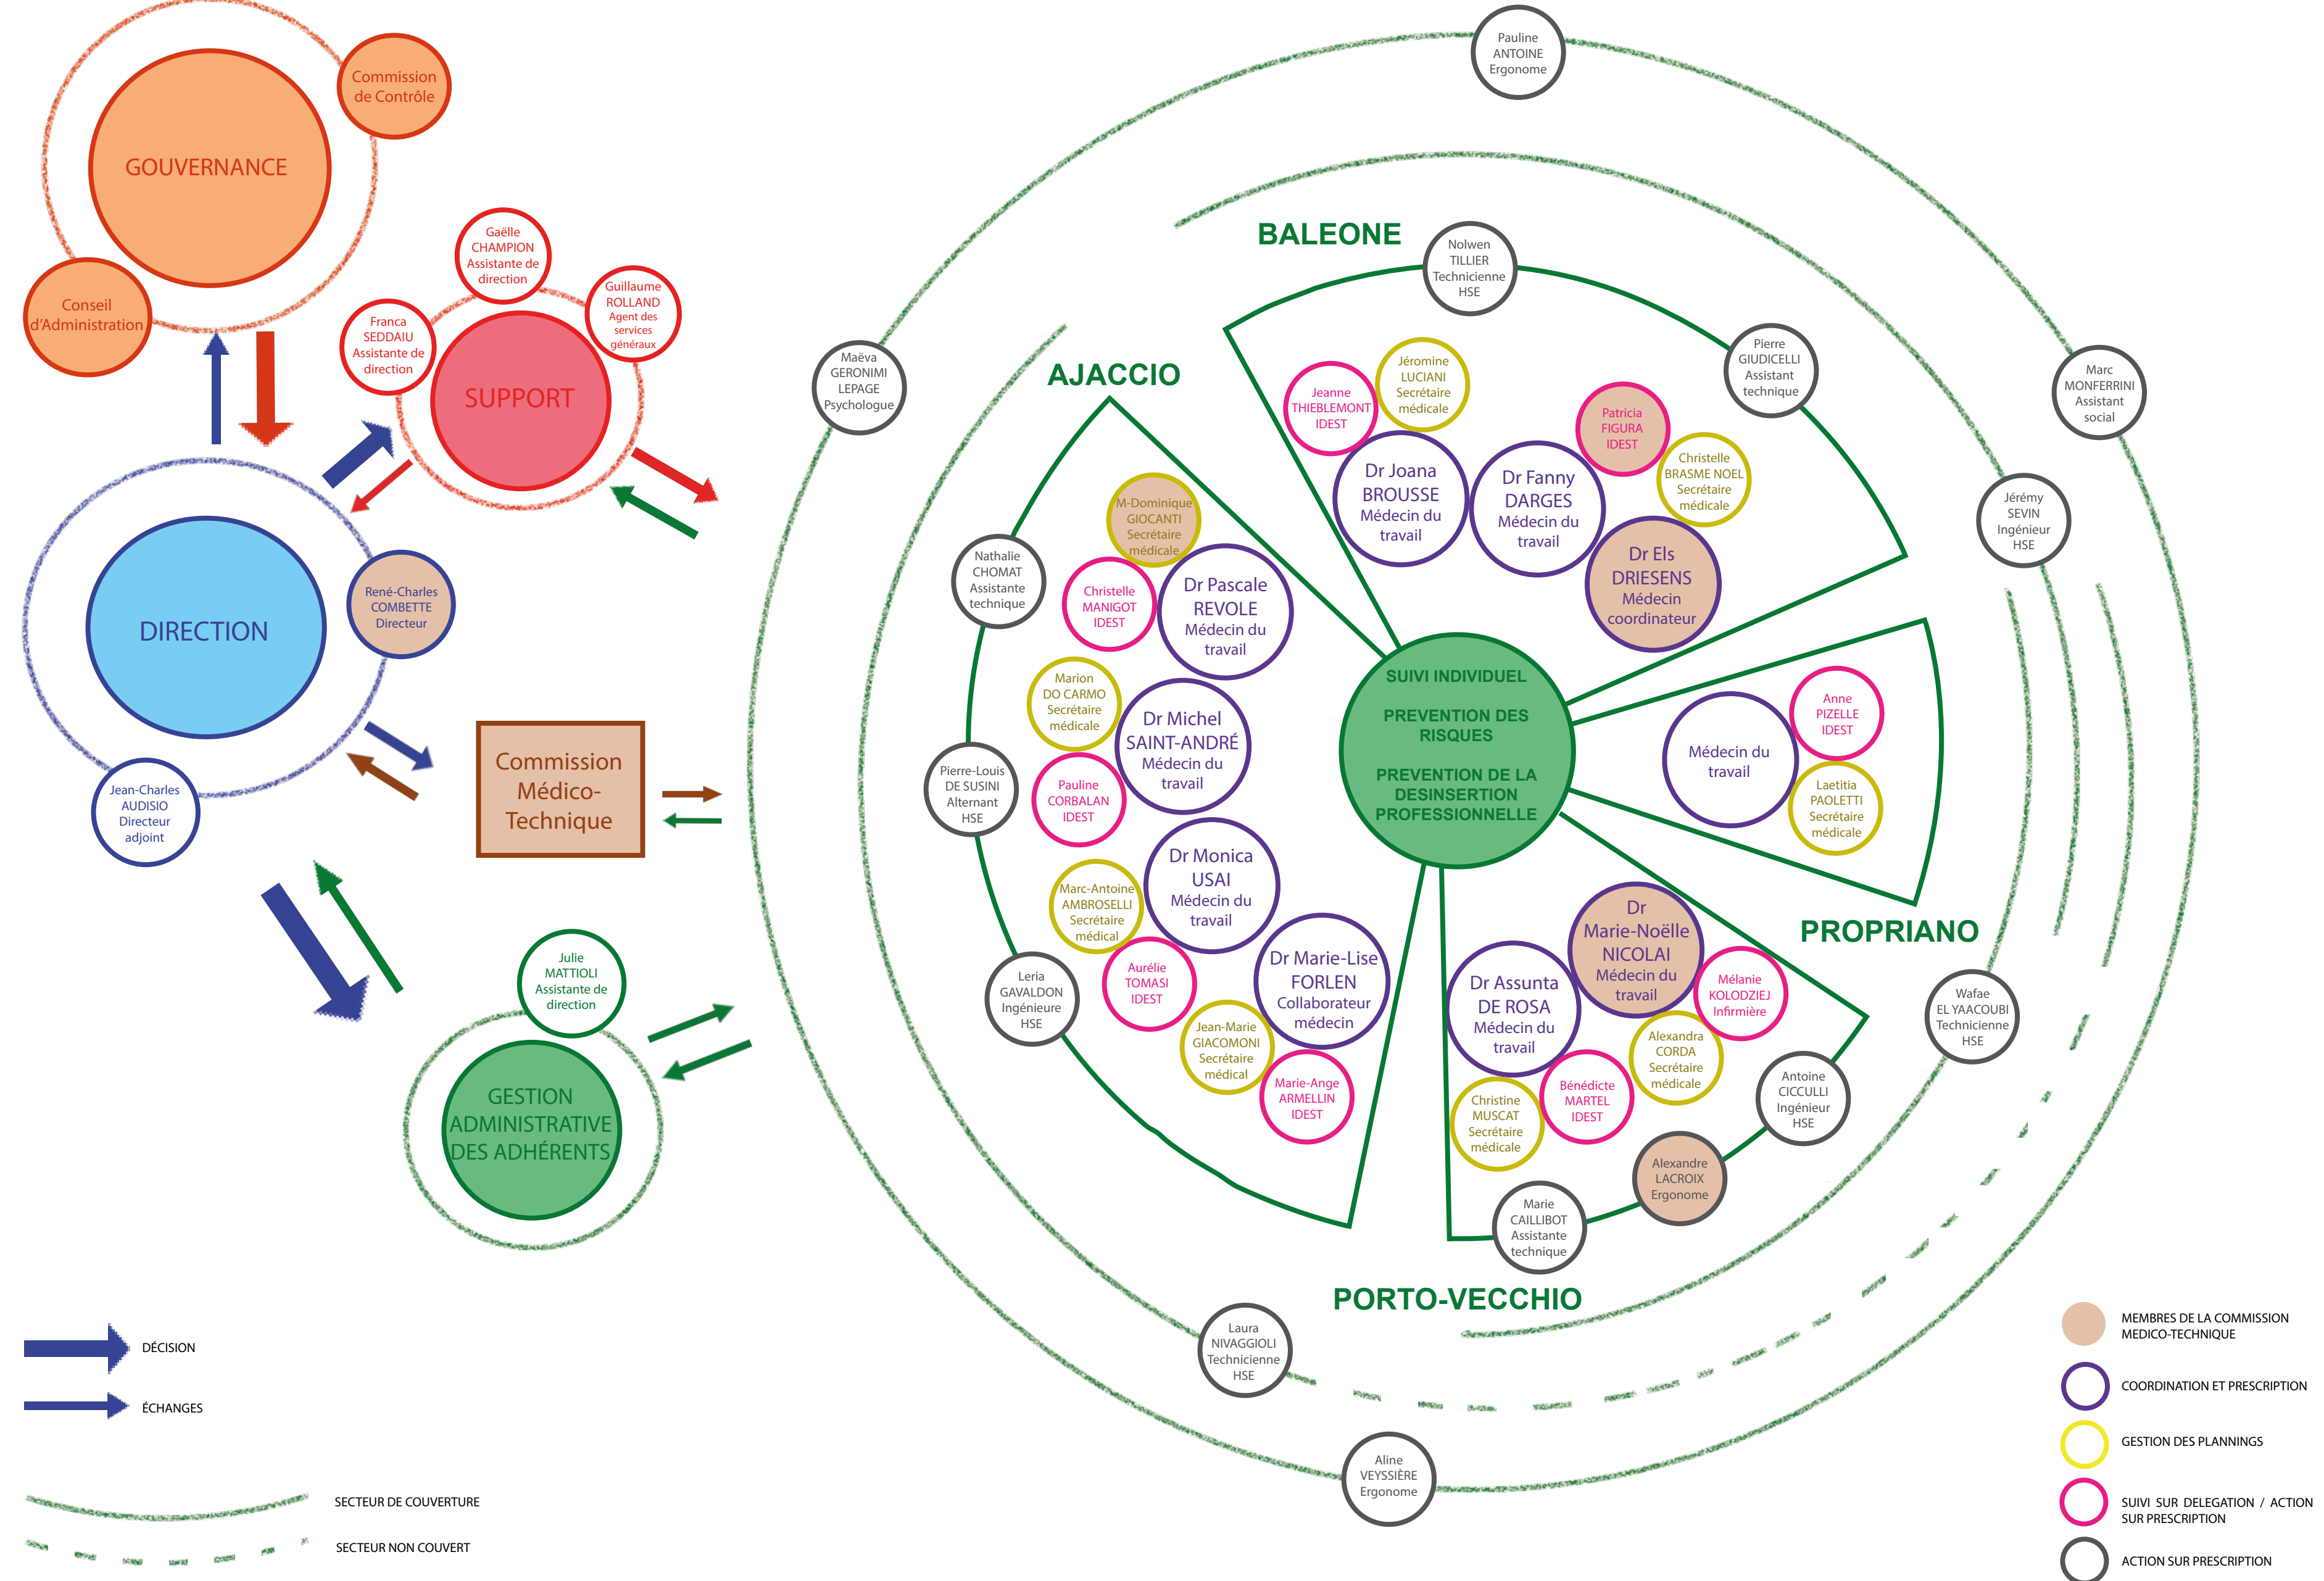 GOUVERNANCE
Commission
de Contrôle
Conseil
d'Administration
Gaëlle
CHAMPION
Assistante de
direction
Guillaume
ROLLAND
Agent des
services
généraux
Franca
SEDDAIU
Assistante de
direction
SUPPORT
DIRECTION
René-Charles
COMBETTE
Directeur
Jean-Charles
AUDISIO
Directeur
adjoint
Commission
Médico-
Technique
Julie
MATTIOLI
Assistante de
direction
GESTION
ADMINISTRATIVE
DES ADHÉRENTS
DÉCISION
ÉCHANGES
SECTEUR DE COUVERTURE
SECTEUR NON COUVERT
Pauline
ANTOINE
Ergonome
Maëva
GERONIMI
LEPAGE
Psychologue
Marc
MONFERRINI
Assistant
social
Jérémy
SEVIN
Ingénieur
HSE
Wafae
EL YAACOUBI
Technicienne
HSE
Laura
NIVAGGIOLI
Technicienne
HSE
Aline
VEYSSIÈRE
Ergonome
BALEONE
Nolwen
TILLIER
Technicienne
HSE
Pierre
GIUDICELLI
Assistant
technique
Jeanne
THIEBLEMONT
IDEST
Jéromine
LUCIANI
Secrétaire
médicale
Patricia
FIGURA
IDEST
Christelle
BRASME NOEL
Secrétaire
médicale
Dr Joana
BROUSSE
Médecin du
travail
Dr Fanny
DARGES
Médecin du
travail
Dr Els
DRIESENS
Médecin
coordinateur
AJACCIO
Nathalie
CHOMAT
Assistante
technique
Pierre-Louis
DE SUSINI
Alternant
HSE
Leria
GAVALDON
Ingénieure
HSE
M-Dominique
GIOCANTI
Secrétaire
médicale
Christelle
MANIGOT
IDEST
Dr Pascale
REVOLE
Médecin du
travail
Marion
DO CARMO
Secrétaire
médicale
Dr Michel
SAINT-ANDRÉ
Médecin du
travail
Pauline
CORBALAN
IDEST
Dr Monica
USAI
Médecin du
travail
Marc-Antoine
AMBROSELLI
Secrétaire
médical
Aurélie
TOMASI
IDEST
Dr Marie-Lise
FORLEN
Collaborateur
médecin
Jean-Marie
GIACOMONI
Secrétaire
médical
Marie-Ange
ARMELLIN
IDEST
SUIVI INDIVIDUEL
PREVENTION DES
RISQUES
PREVENTION DE LA
DESINSERTION
PROFESSIONNELLE
Médecin du
travail
Anne
PIZELLE
IDEST
Laetitia
PAOLETTI
Secrétaire
médicale
PROPRIANO
Dr
Marie-Noëlle
NICOLAI
Médecin du
travail
Dr Assunta
DE ROSA
Médecin du
travail
Mélanie
KOLODZIEJ
Infirmière
Alexandra
CORDA
Secrétaire
médicale
Bénédicte
MARTEL
IDEST
Christine
MUSCAT
Secrétaire
médicale
Antoine
CICCULLI
Ingénieur
HSE
Alexandre
LACROIX
Ergonome
Marie
CAILLIBOT
Assistante
technique
PORTO-VECCHIO
MEMBRES DE LA COMMISSION
MEDICO-TECHNIQUE
COORDINATION ET PRESCRIPTION
GESTION DES PLANNINGS
SUIVI SUR DELEGATION / ACTION
SUR PRESCRIPTION
ACTION SUR PRESCRIPTION